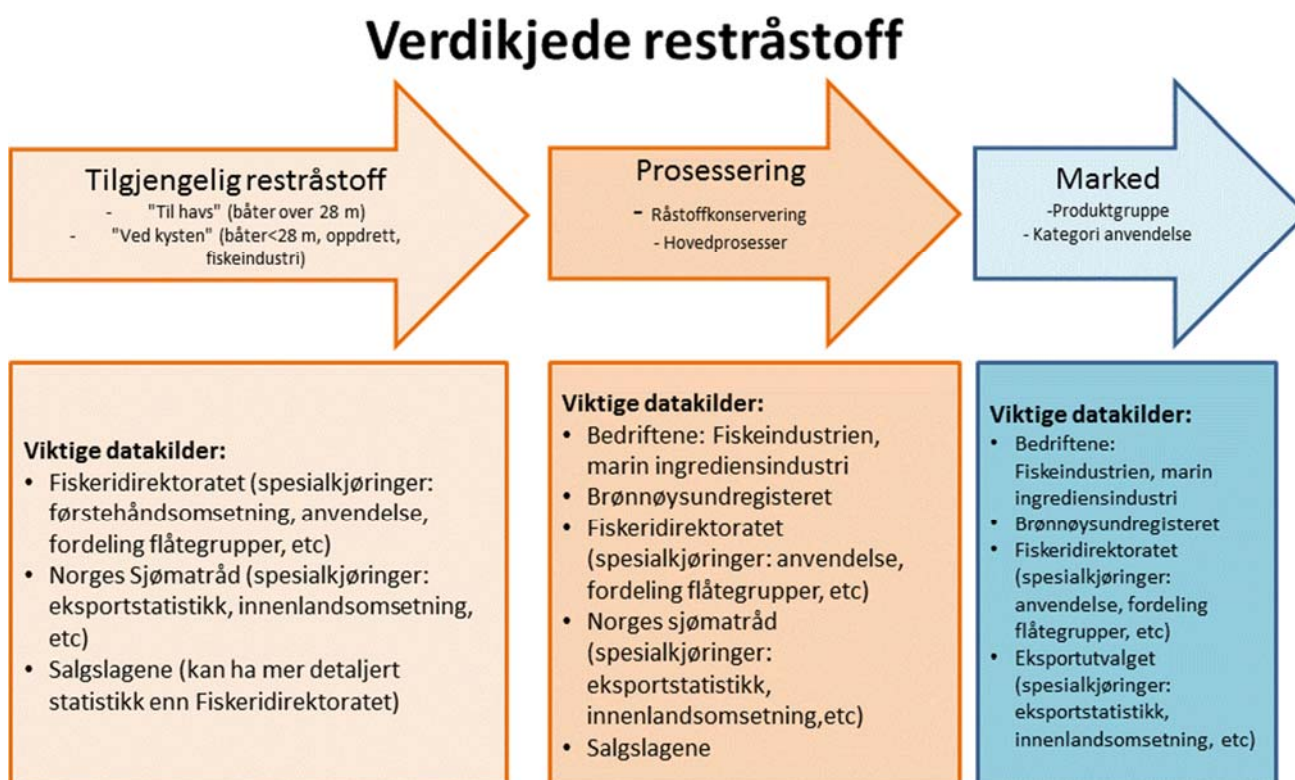 Verdikjede restråstoff
Tilgjengelig restråstoff
- "Til havs" (båter over 28 m)
- "Ved kysten" (båter<28 m, oppdrett,
fiskeindustri)
Prosessering
- Råstoffkonservering
- Hovedprosesser
Marked
-Produktgruppe
- Kategori anvendelse
Viktige datakilder:
• Fiskeridirektoratet (spesialkjøringer:
førstehåndsomsetning, anvendelse,
fordeling flåtegrupper, etc)
• Norges Sjømatråd (spesialkjøringer:
eksportstatistikk, innenlandsomsetning,
etc)
• Salgslagene (kan ha mer detaljert
statistikk enn Fiskeridirektoratet)
Viktige datakilder:
• Bedriftene: Fiskeindustrien,
marin ingrediensindustri
• Brønnøysundregisteret
• Fiskeridirektoratet
(spesialkjøringer: anvendelse,
fordeling flåtegrupper, etc)
• Norges sjømatråd
(spesialkjøringer:
eksportstatistikk,
innenlandsomsetning,etc)
• Salgslagene
Viktige datakilder:
• Bedriftene:
Fiskeindustrien, marin
ingrediensindustri
• Brønnøysundregisteret
• Fiskeridirektoratet
(spesialkjøringer:
anvendelse, fordeling
flåtegrupper, etc)
• Eksportutvalget
(spesialkjøringer:
eksportstatistikk,
innenlandsomsetning, etc)